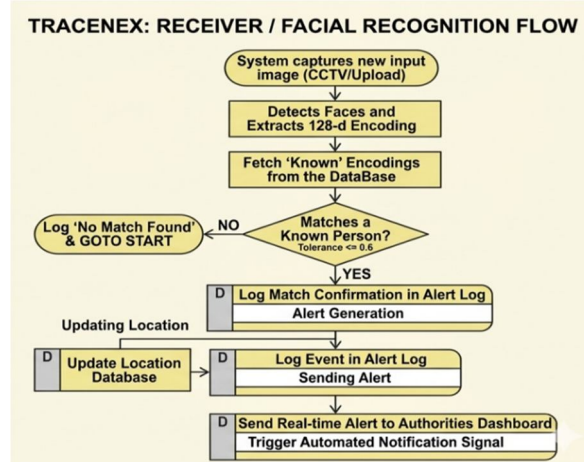 TRACENEX: RECEIVER / FACIAL RECOGNITION FLOW
System captures new input
image (CCTV/Upload)
Detects Faces and
Extracts 128-d Encoding
Fetch ‘Known’ Encodings
from the DataBase
Matches a
Known Person?
Tolerance <= 0.6
NO
Log ‘No Match Found’
& GOTO START
YES
D
Log Match Confirmation in Alert Log
Alert Generation
Updating Location
D
Update Location
Database
D
Log Event in Alert Log
Sending Alert
D
Send Real-time Alert to Authorities Dashboard
Trigger Automated Notification Signal